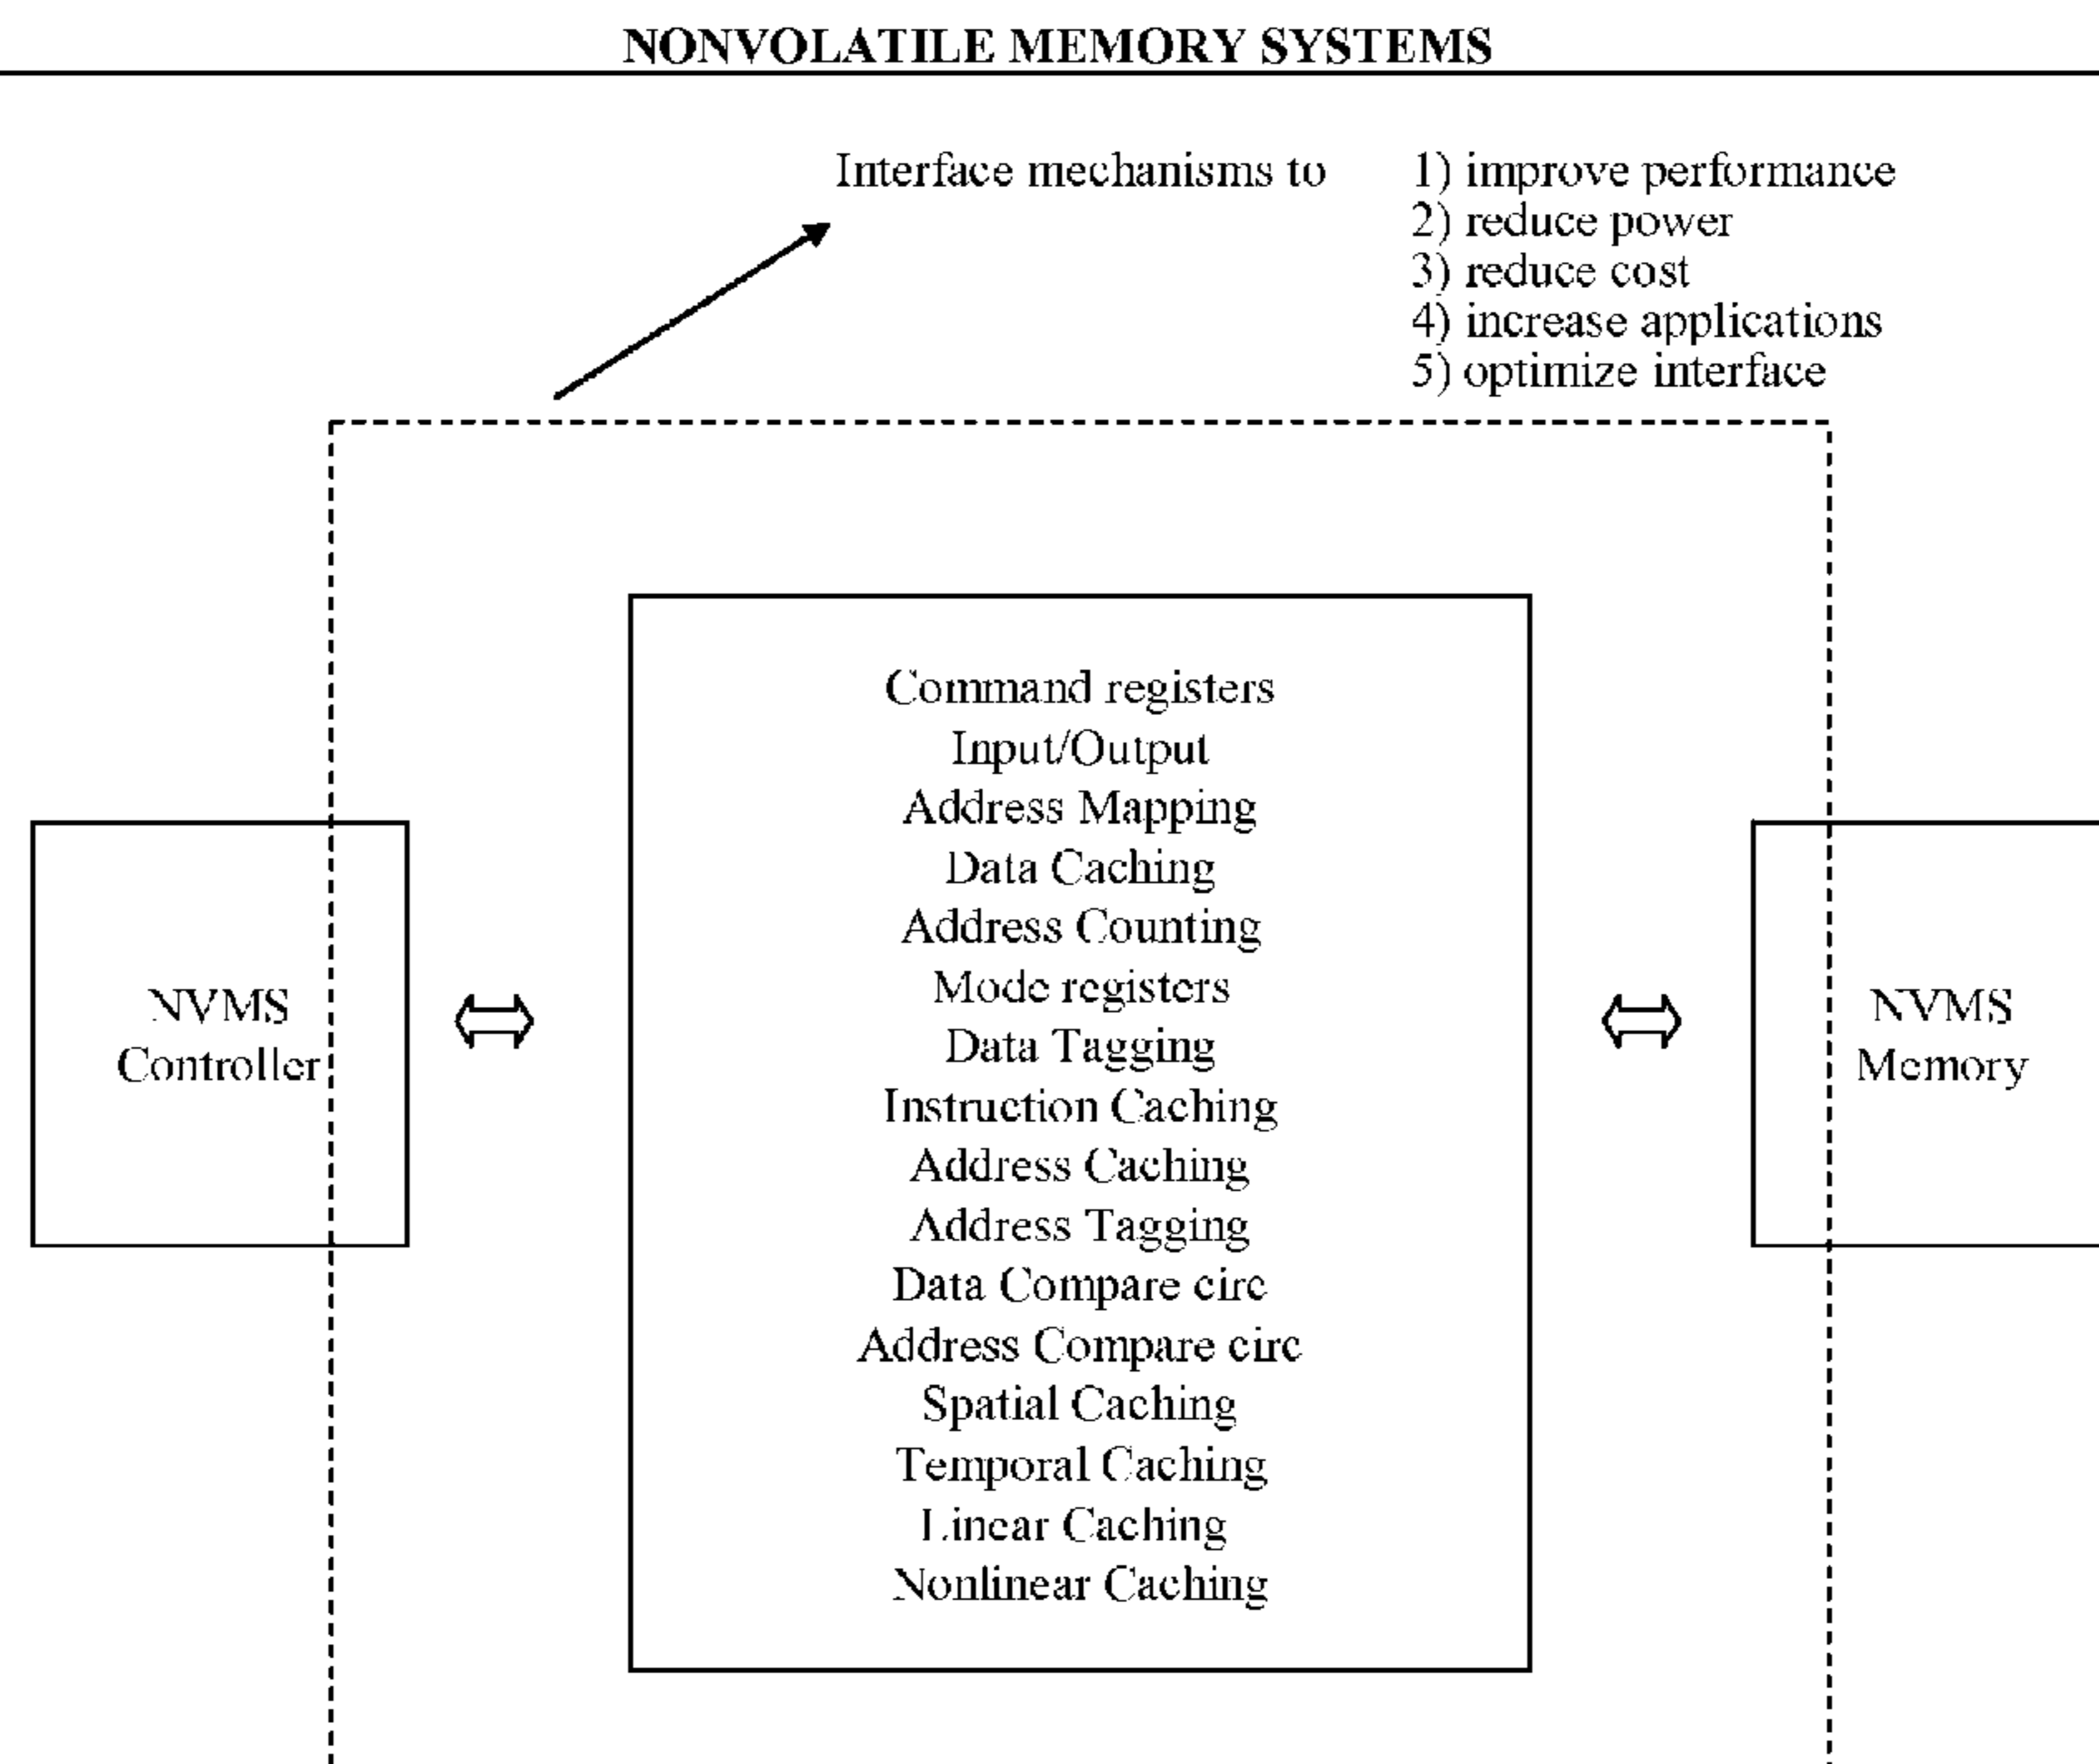 NONVOLATILE MEMORY SYSTEMS
Interface mechanisms to
1) improve performance
2) reduce power
3) reduce cost
4) increase applications
5) optimize interface
NVMS
Controller
Command registers
Input/Output
Address Mapping
Data Caching
Address Counting
Mode registers
Data Tagging
Instruction Caching
Address Caching
Address Tagging
Data Compare circ
Address Compare circ
Spatial Caching
Temporal Caching
Linear Caching
Nonlinear Caching
NVMS
Memory